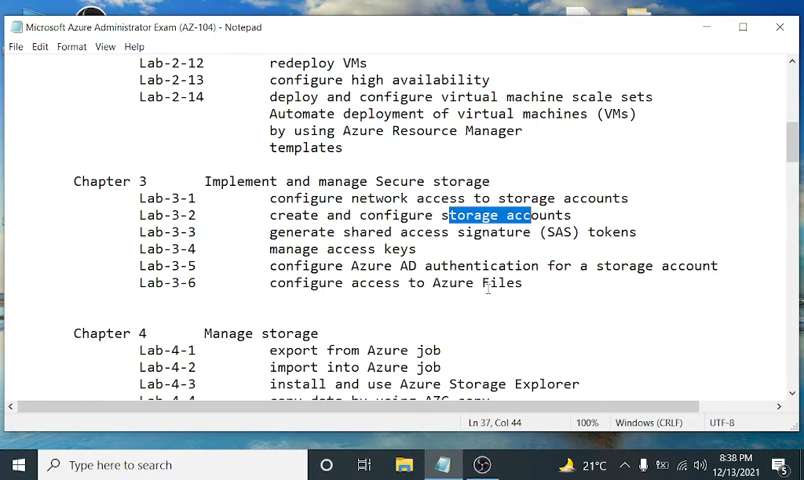 Microsoft Azure Administrator Exam (AZ-104) - Notepad
File Edit Format View Help
Lab-2-12 redeploy VMs
Lab-2-13 configure high availability
Lab-2-14 deploy and configure virtual machine scale sets
Automate deployment of virtual machines (VMs)
by using Azure Resource Manager
templates
Chapter 3 Implement and manage Secure storage
Lab-3-1 configure network access to storage accounts
Lab-3-2 create and configure storage accounts
Lab-3-3 generate shared access signature (SAS) tokens
Lab-3-4 manage access keys
Lab-3-5 configure Azure AD authentication for a storage account
Lab-3-6 configure access to Azure Files
Chapter 4 Manage storage
Lab-4-1 export from Azure job
Lab-4-2 import into Azure job
Lab-4-3 install and use Azure Storage Explorer
Ln 37, Col 44 100% Windows (CRLF) UTF-8
Type here to search 21°C 8:38 PM
12/13/2021
5